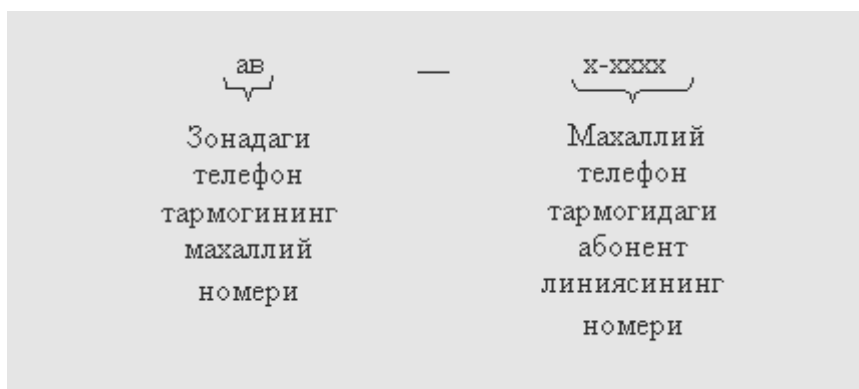 ав — х-хххх
Зонадаги
телефон
тармогининг
махаллий
номери
Махаллий
телефон
тармогидаги
абонент
линиясининг
номери